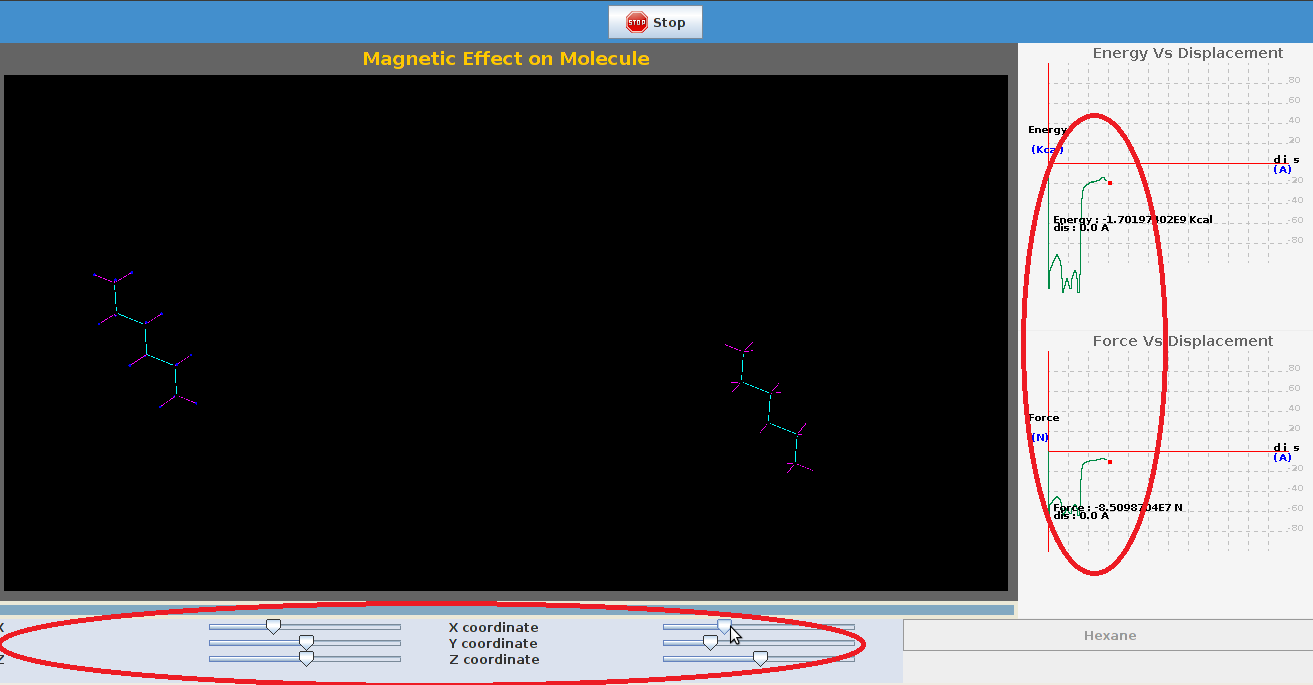 STOP Stop
Magnetic Effect on Molecule
Energy Vs Displacement
80
60
40
Energy
20
(Kcal)
d i s
(A)
-20
-40
Energy : -1.70197402E9 Kcal
dis : 0.0 A
-60
-80
Force Vs Displacement
80
60
40
Force
20
(N)
d i s
(A)
-20
-40
Force : -8.5098704E7 N
dis : 0.0 A
-60
-80
X
X coordinate
Y coordinate
Z
Z coordinate
Hexane